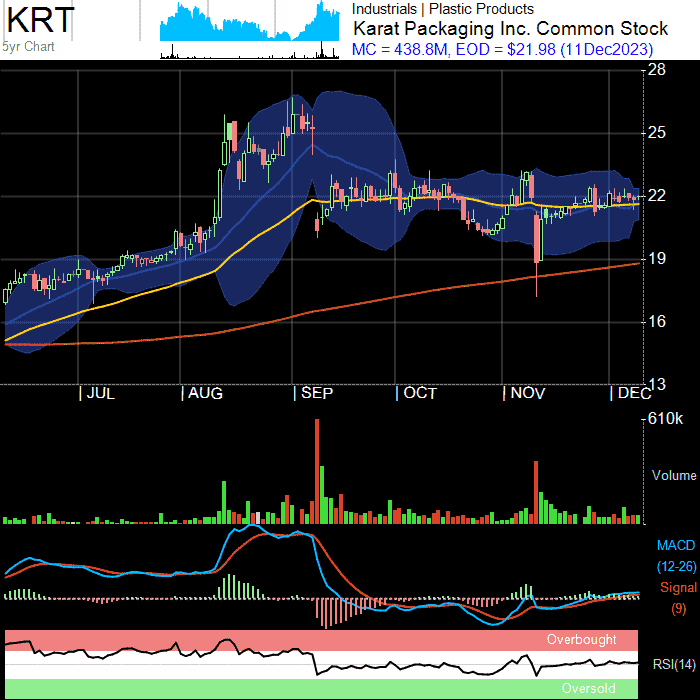 KRT
5yr Chart
Industrials | Plastic Products
Karat Packaging Inc. Common Stock
MC = 438.8M, EOD = $21.98 (11Dec2023)
28
25
22
19
16
13
| JUL | AUG | SEP | OCT | NOV | DEC
610k
Volume
MACD
(12-26)
Signal
(9)
Overbought
RSI(14)
Oversold